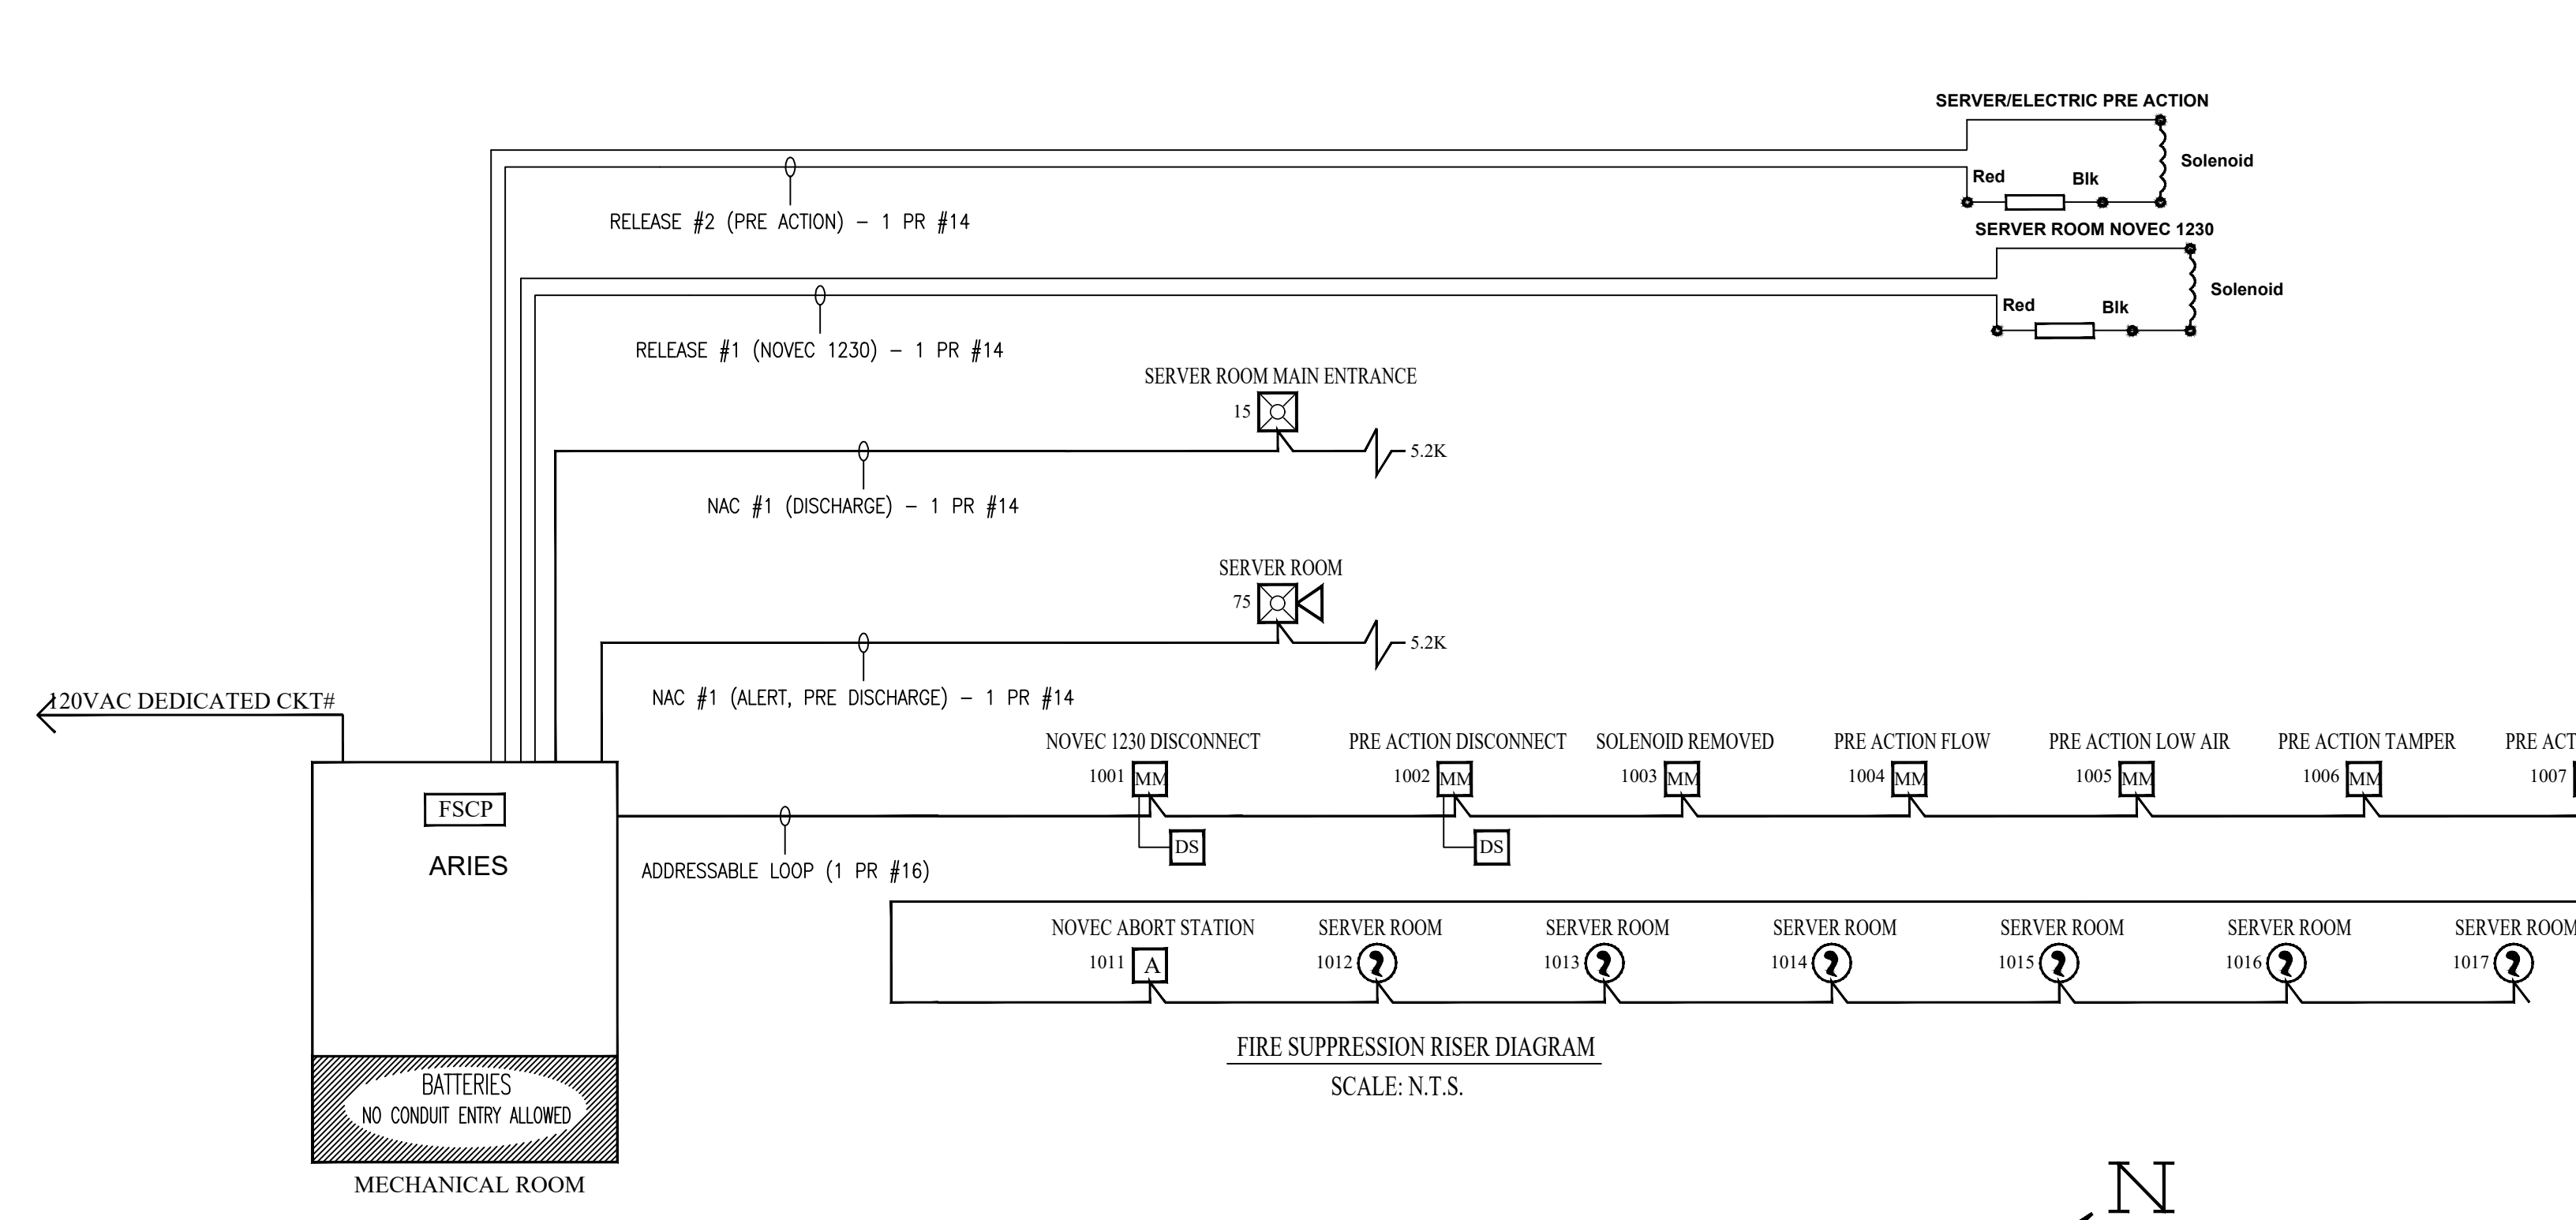 SERVER/ELECTRIC PRE ACTION
Solenoid
Red
Blk
RELEASE #2 (PRE ACTION) – 1 PR #14
SERVER ROOM NOVEC 1230
Solenoid
Red
Blk
RELEASE #1 (NOVEC 1230) – 1 PR #14
SERVER ROOM MAIN ENTRANCE
15
5.2K
NAC #1 (DISCHARGE) – 1 PR #14
SERVER ROOM
75
5.2K
NAC #1 (ALERT, PRE DISCHARGE) – 1 PR #14
120VAC DEDICATED CKT#
NOVEC 1230 DISCONNECT
1001 MM
DS
PRE ACTION DISCONNECT
1002 MM
DS
SOLENOID REMOVED
1003 MM
PRE ACTION FLOW
1004 MM
PRE ACTION LOW AIR
1005 MM
PRE ACTION TAMPER
1006 MM
PRE ACT
1007
FSCP
ARIES
ADDRESSABLE LOOP (1 PR #16)
NOVEC ABORT STATION
1011 A
SERVER ROOM
1012
SERVER ROOM
1013
SERVER ROOM
1014
SERVER ROOM
1015
SERVER ROOM
1016
SERVER ROOM
1017
FIRE SUPPRESSION RISER DIAGRAM
SCALE: N.T.S.
BATTERIES
NO CONDUIT ENTRY ALLOWED
MECHANICAL ROOM
N